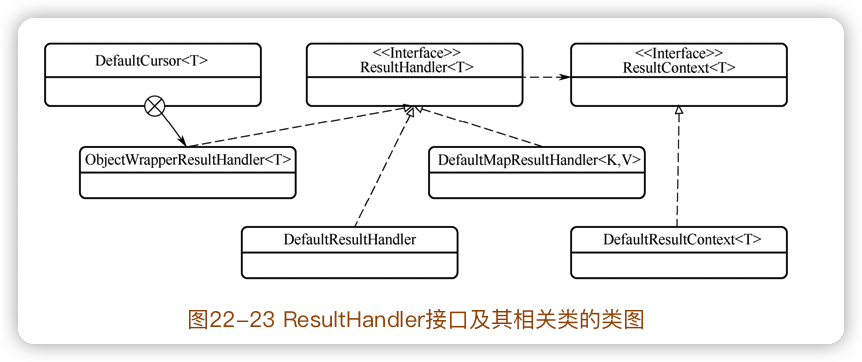 DefaultCursor<T>
<<Interface>>
ResultHandler<T>
<<Interface>>
ResultContext<T>
ObjectWrapperResultHandler<T>
DefaultMapResultHandler<K,V>
DefaultResultHandler
DefaultResultContext<T>
图22-23 ResultHandler接口及其相关类的类图